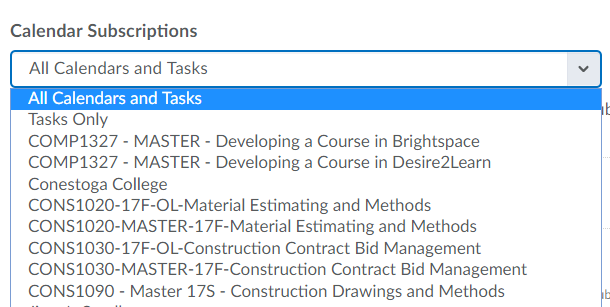 Calendar Subscriptions
All Calendars and Tasks
All Calendars and Tasks
Tasks Only
COMP1327 - MASTER - Developing a Course in Brightspace
COMP1327 - MASTER - Developing a Course in Desire2Learn
Conestoga College
CONS1020-17F-OL-Material Estimating and Methods
CONS1020-MASTER-17F-Material Estimating and Methods
CONS1030-17F-OL-Construction Contract Bid Management
CONS1030-MASTER-17F-Construction Contract Bid Management
CONS1090 - Master 17S - Construction Drawings and Methods